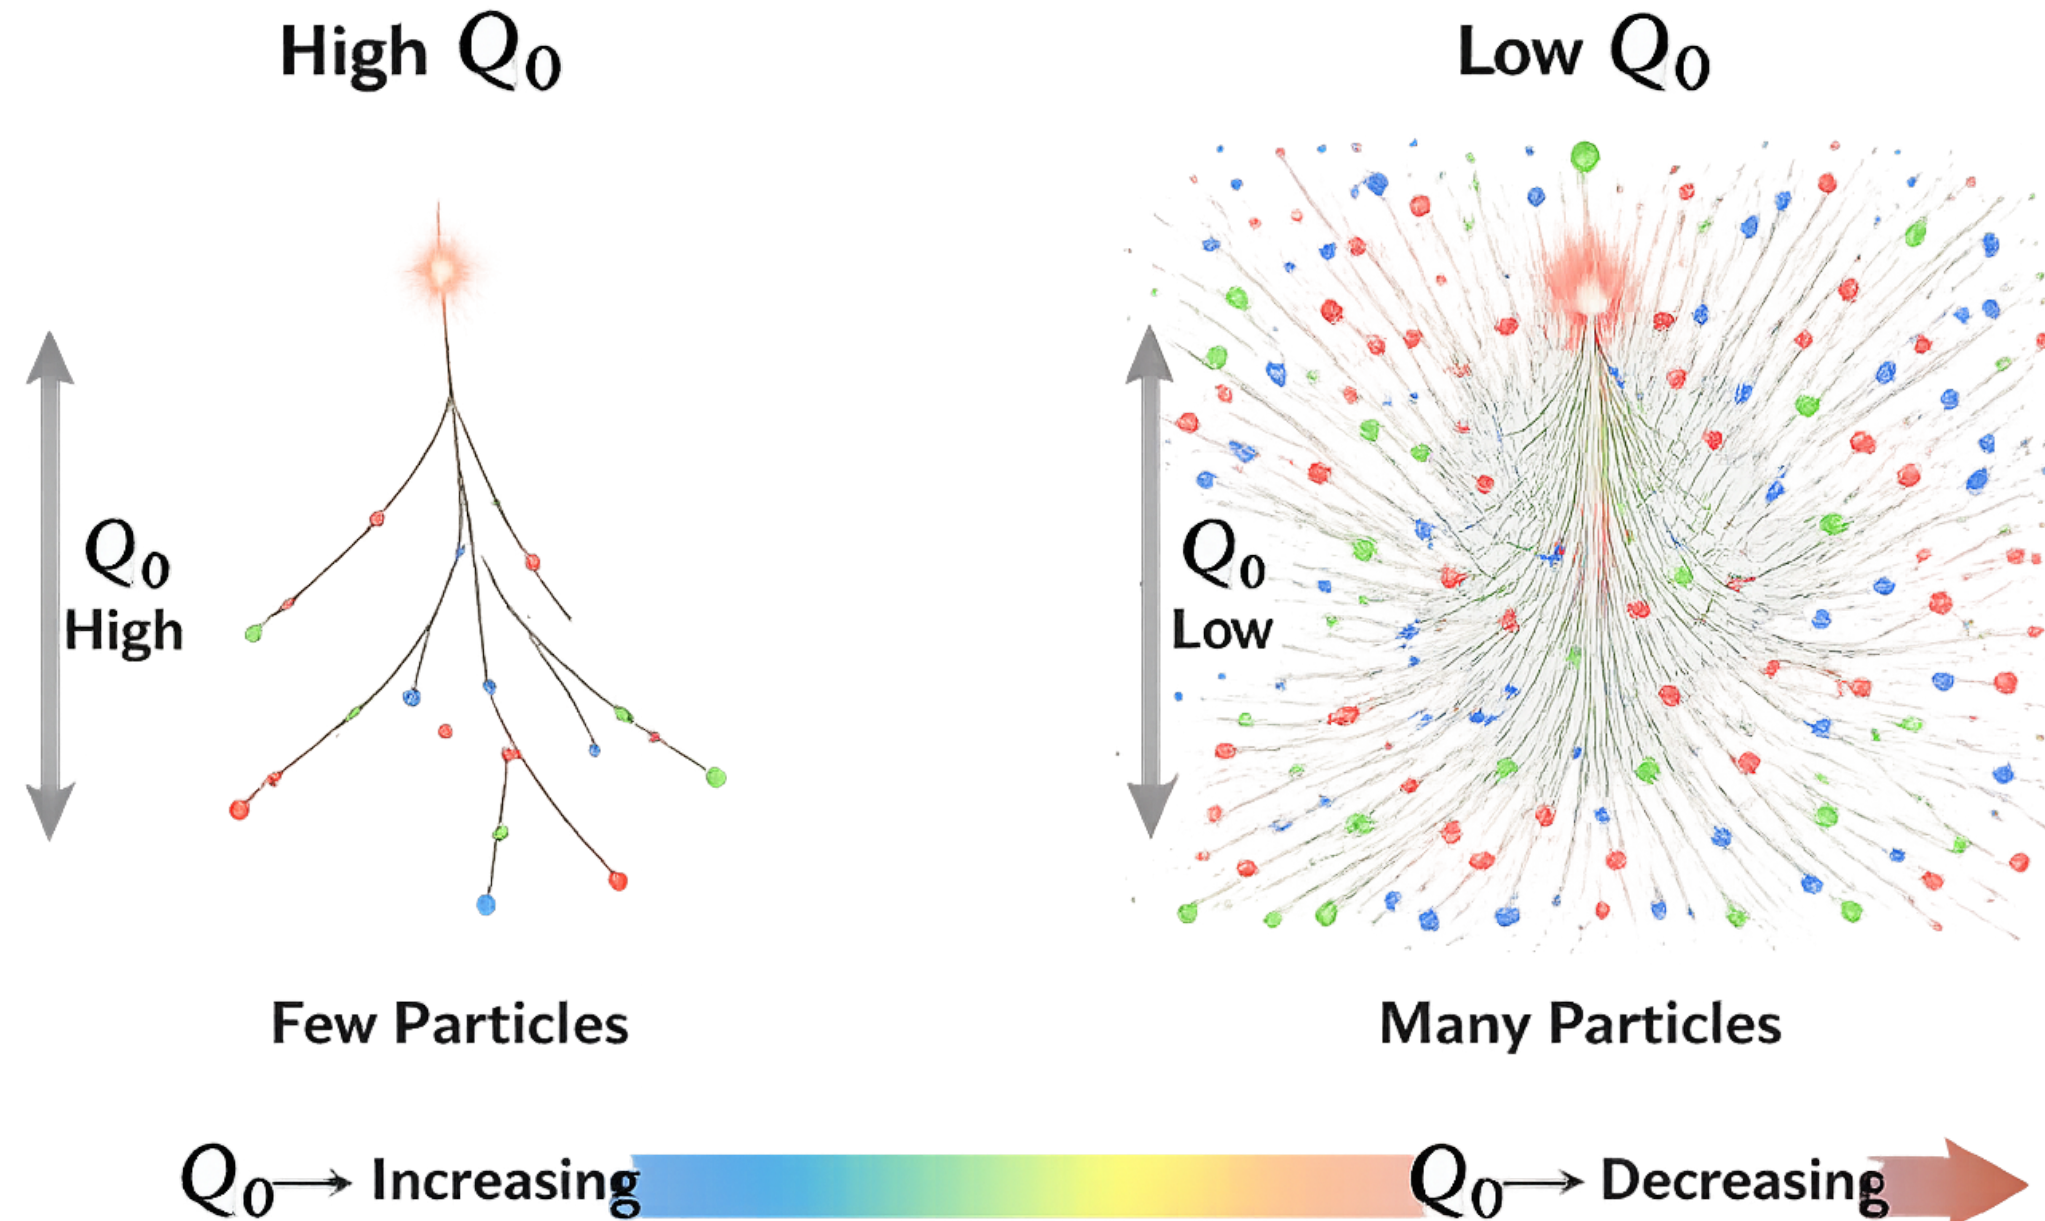 High Q₀
Low Q₀
Q₀
High
Q₀
Low
Few Particles
Many Particles
Q₀ → Increasing
Q₀ → Decreasing